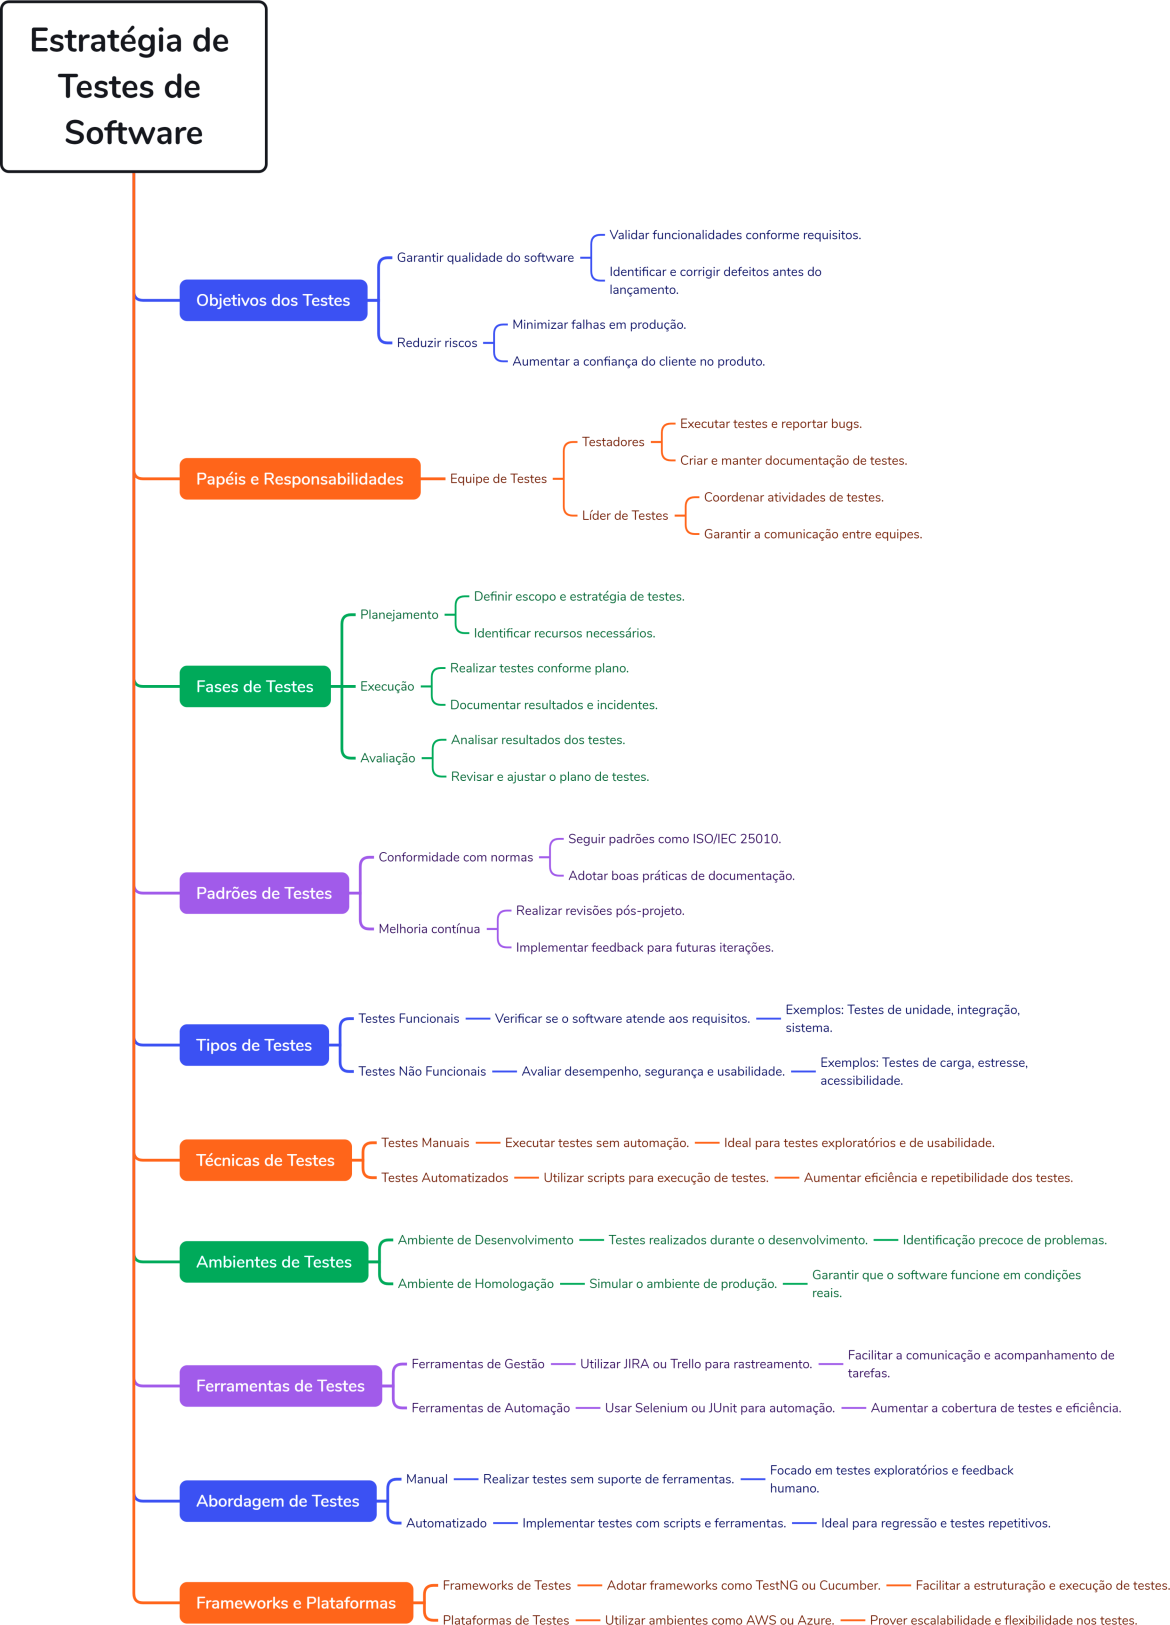 Estratégia de
Testes de
Software
Objetivos dos Testes
Garantir qualidade do software
Validar funcionalidades conforme requisitos.
Identificar e corrigir defeitos antes do
lançamento.
Reduzir riscos
Minimizar falhas em produção.
Aumentar a confiança do cliente no produto.
Papéis e Responsabilidades
Equipe de Testes
Testadores
Executar testes e reportar bugs.
Criar e manter documentação de testes.
Líder de Testes
Coordenar atividades de testes.
Garantir a comunicação entre equipes.
Fases de Testes
Planejamento
Definir escopo e estratégia de testes.
Identificar recursos necessários.
Execução
Realizar testes conforme plano.
Documentar resultados e incidentes.
Avaliação
Analisar resultados dos testes.
Revisar e ajustar o plano de testes.
Padrões de Testes
Conformidade com normas
Seguir padrões como ISO/IEC 25010.
Adotar boas práticas de documentação.
Melhoria contínua
Realizar revisões pós-projeto.
Implementar feedback para futuras iterações.
Tipos de Testes
Testes Funcionais
Verificar se o software atende aos requisitos.
Exemplos: Testes de unidade, integração,
sistema.
Testes Não Funcionais
Avaliar desempenho, segurança e usabilidade.
Exemplos: Testes de carga, estresse,
acessibilidade.
Técnicas de Testes
Testes Manuais
Executar testes sem automação.
Ideal para testes exploratórios e de usabilidade.
Testes Automatizados
Utilizar scripts para execução de testes.
Aumentar eficiência e repetibilidade dos testes.
Ambientes de Testes
Ambiente de Desenvolvimento
Testes realizados durante o desenvolvimento.
Identificação precoce de problemas.
Ambiente de Homologação
Simular o ambiente de produção.
Garantir que o software funcione em condições
reais.
Ferramentas de Testes
Ferramentas de Gestão
Utilizar JIRA ou Trello para rastreamento.
Facilitar a comunicação e acompanhamento de
tarefas.
Ferramentas de Automação
Usar Selenium ou JUnit para automação.
Aumentar a cobertura de testes e eficiência.
Abordagem de Testes
Manual
Realizar testes sem suporte de ferramentas.
Focado em testes exploratórios e feedback
humano.
Automatizado
Implementar testes com scripts e ferramentas.
Ideal para regressão e testes repetitivos.
Frameworks e Plataformas
Frameworks de Testes
Adotar frameworks como TestNG ou Cucumber.
Facilitar a estruturação e execução de testes.
Plataformas de Testes
Utilizar ambientes como AWS ou Azure.
Prover escalabilidade e flexibilidade nos testes.